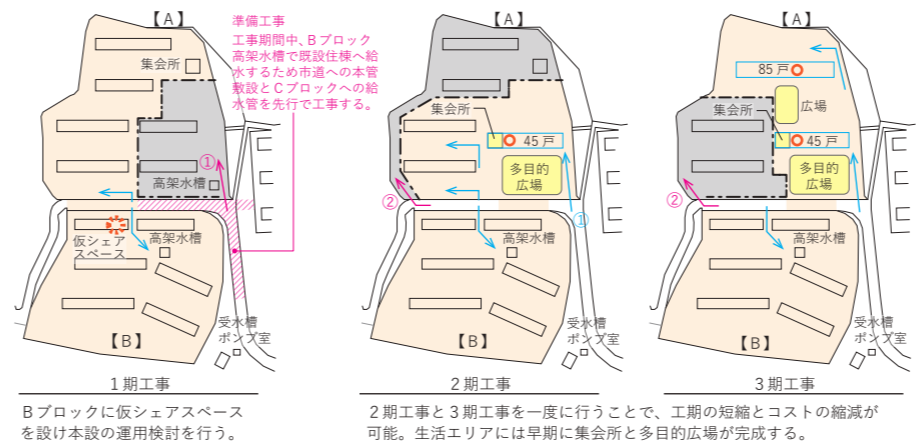 【A】
集会所
①
高架水槽
準備工事
工事期間中、Bブロック
高架水槽で既設住棟へ給
水するため市道への本管
敷設とCブロックへの給
水管を先行で工事する。
仮シェア
スペース
高架水槽
【B】
受水槽
ポンプ室
1期工事
Bブロックに仮シェアスペース
を設け本設の運用検討を行う。
【A】
集会所
45戸
多目的
広場
②
①
高架水槽
【B】
受水槽
ポンプ室
2期工事
【A】
85戸
広場
集会所
45戸
多目的
広場
②
高架水槽
【B】
受水槽
ポンプ室
3期工事
2期工事と3期工事を一度に行うことで、工期の短縮とコストの縮減が
可能。生活エリアには早期に集会所と多目的広場が完成する。